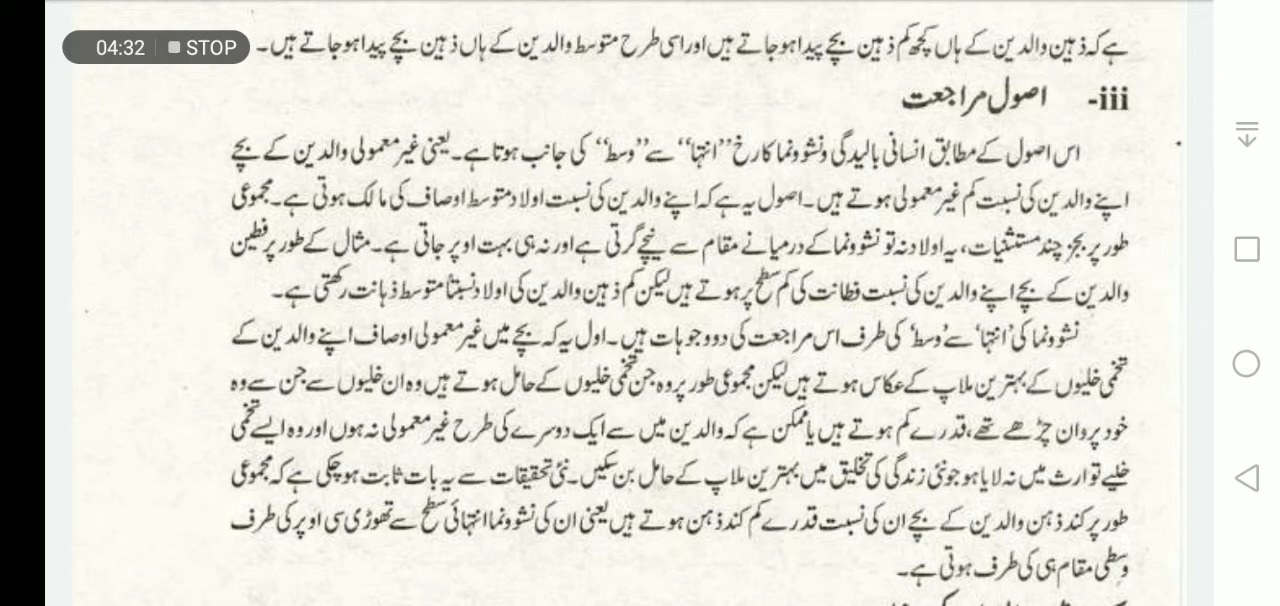 04:32 STOP
ہے کہ ذہین والدین کے ہاں کچھ کم ذہین بچے پیدا ہو جاتے ہیں اور اسی طرح متوسط والدین کے ہاں ذہین بچے پیدا ہو جاتے ہیں۔
iii- اصول مراجعت
اس اصول کے مطابق انسانی بالیدگی و نشوونما کا رخ ’’انتہا‘‘ سے ’’وسط‘‘ کی جانب ہوتا ہے۔ یعنی غیر معمولی والدین کے بچے
اپنے والدین کی نسبت کم غیر معمولی ہوتے ہیں۔ اصول یہ ہے کہ اپنے والدین کی نسبت اولاد متوسط اوصاف کی مالک ہوتی ہے۔ مجموعی
طور پر بجز چند مستثنیات، یہ اولاد نہ تو نشوونما کے درمیانے مقام سے نیچے گرتی ہے اور نہ ہی بہت اوپر جاتی ہے۔ مثال کے طور پر فطین
والدین کے بچے اپنے والدین کی نسبت فطانت کی کم سطح پر ہوتے ہیں لیکن کم ذہین والدین کی اولاد نسبتاً متوسط ذہانت رکھتی ہے۔
نشوونما کی ’انتہا‘ سے ’وسط‘ کی طرف اس مراجعت کی دو وجوہات ہیں۔ اول یہ کہ بچے میں غیر معمولی اوصاف اپنے والدین کے
تخمی خلیوں کے بہترین ملاپ کے عکاس ہوتے ہیں لیکن مجموعی طور پر وہ جن تخمی خلیوں کے حامل ہوتے ہیں وہ ان خلیوں سے جن سے وہ
خود پروان چڑھے تھے، قدرے کم ہوتے ہیں یا ممکن ہے کہ والدین میں سے ایک دوسرے کی طرح غیر معمولی نہ ہوں اور وہ ایسے تخمی
خلیے توارث میں نہ لایا ہو جو نئی زندگی کی تخلیق میں بہترین ملاپ کے حامل بن سکیں۔ نئی تحقیقات سے یہ بات ثابت ہو چکی ہے کہ مجموعی
طور پر کند ذہن والدین کے بچے ان کی نسبت قدرے کم کند ذہن ہوتے ہیں یعنی ان کی نشوونما انتہائی سطح سے تھوڑی سی اوپر کی طرف
وسطی مقام ہی کی طرف ہوتی ہے۔